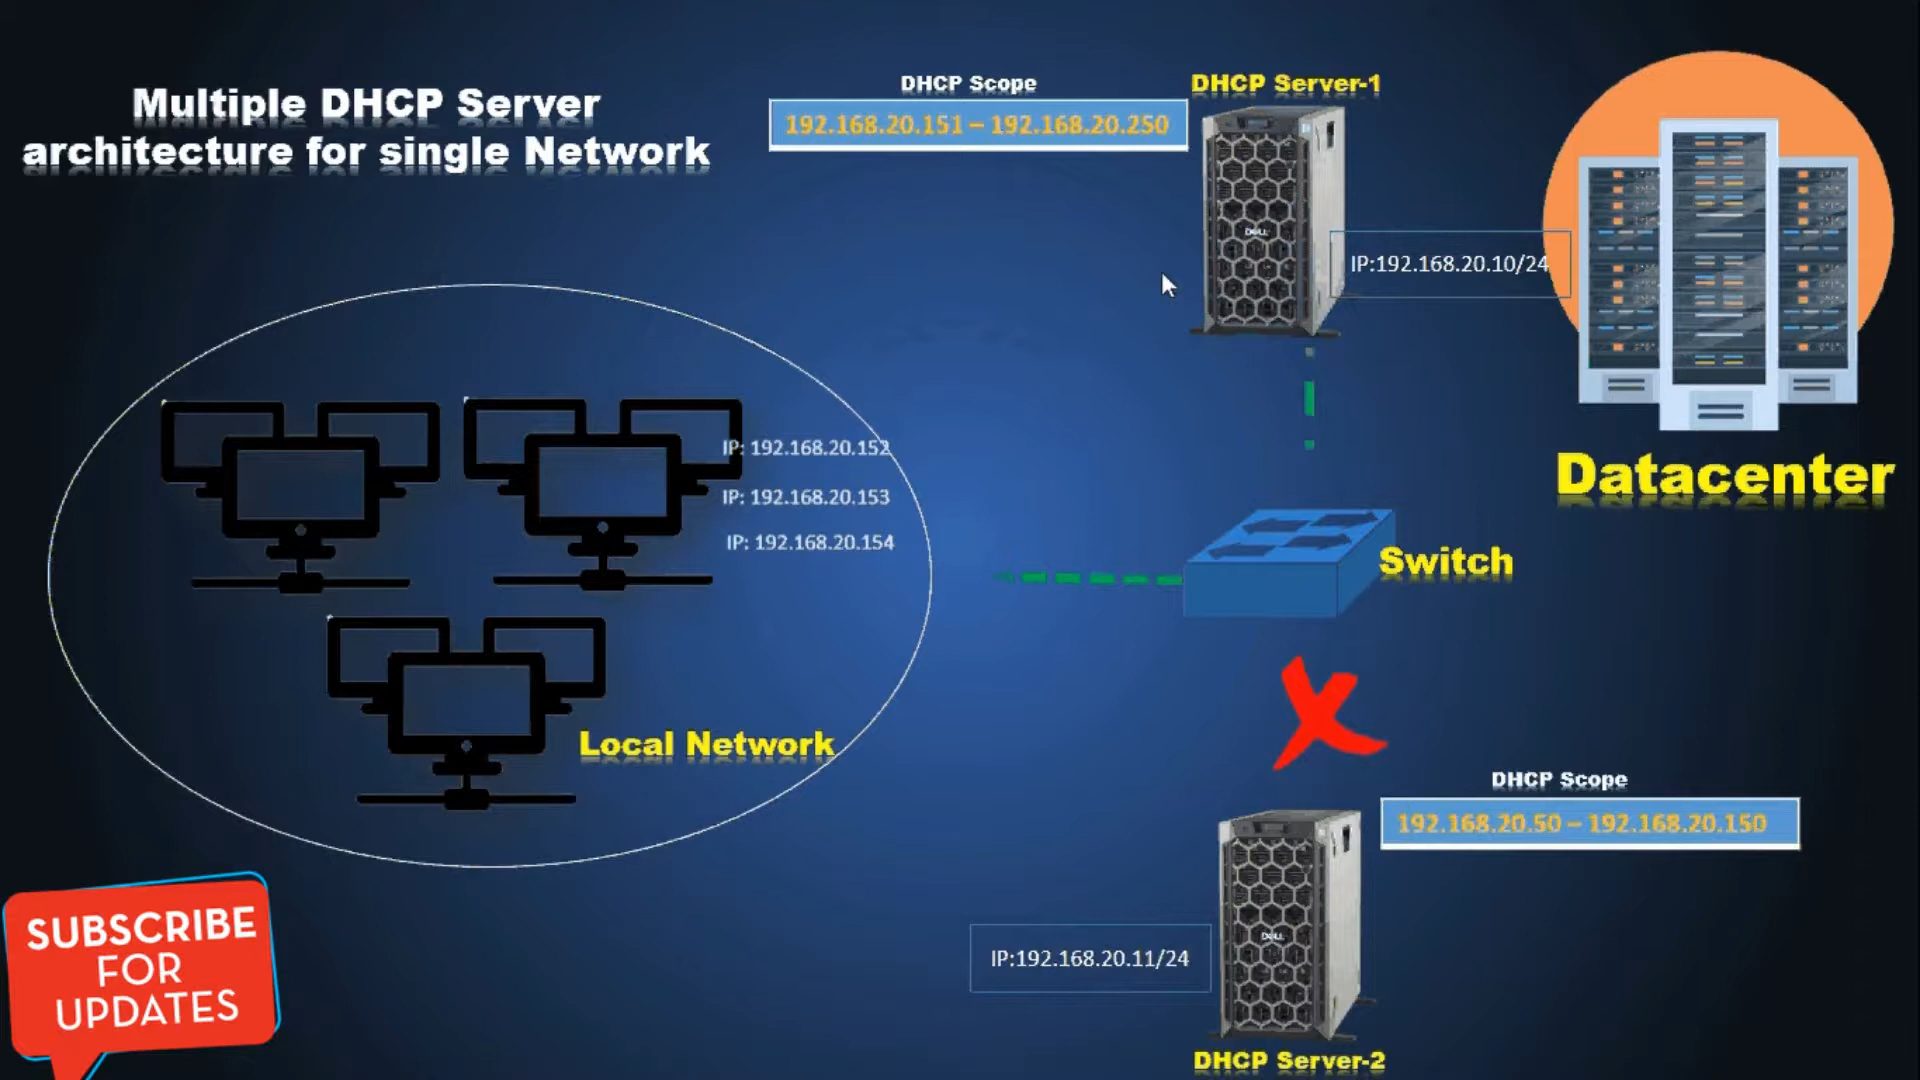 Multiple DHCP Server
architecture for single Network
DHCP Scope
192.168.20.151 – 192.168.20.250
DHCP Server-1
DELL
IP:192.168.20.10/24
Datacenter
IP: 192.168.20.152
IP: 192.168.20.153
IP: 192.168.20.154
Switch
Local Network
DHCP Scope
192.168.20.50 – 192.168.20.150
DELL
IP:192.168.20.11/24
DHCP Server-2
SUBSCRIBE
FOR
UPDATES